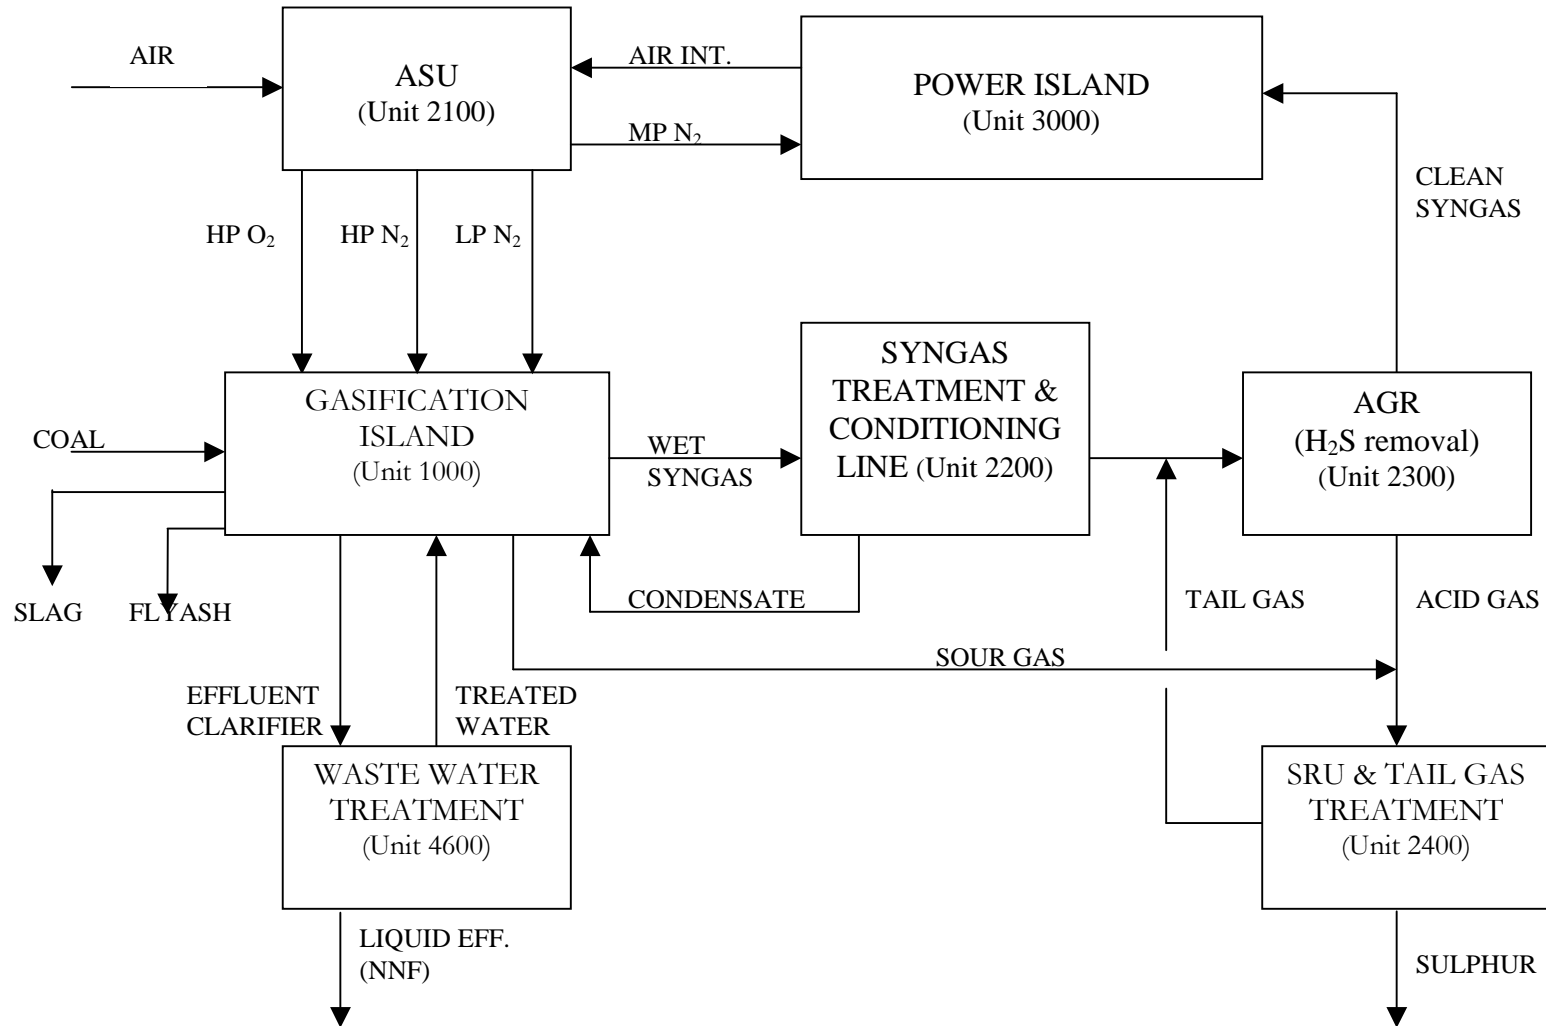 AIR
ASU
(Unit 2100)
AIR INT.
MP N₂
POWER ISLAND
(Unit 3000)
CLEAN
SYNGAS
HP O₂
HP N₂
LP N₂
COAL
GASIFICATION
ISLAND
(Unit 1000)
WET
SYNGAS
SYNGAS
TREATMENT &
CONDITIONING
LINE (Unit 2200)
AGR
(H₂S removal)
(Unit 2300)
SLAG
FLYASH
CONDENSATE
TAIL GAS
ACID GAS
SOUR GAS
EFFLUENT
CLARIFIER
TREATED
WATER
WASTE WATER
TREATMENT
(Unit 4600)
SRU & TAIL GAS
TREATMENT
(Unit 2400)
LIQUID EFF.
(NNF)
SULPHUR